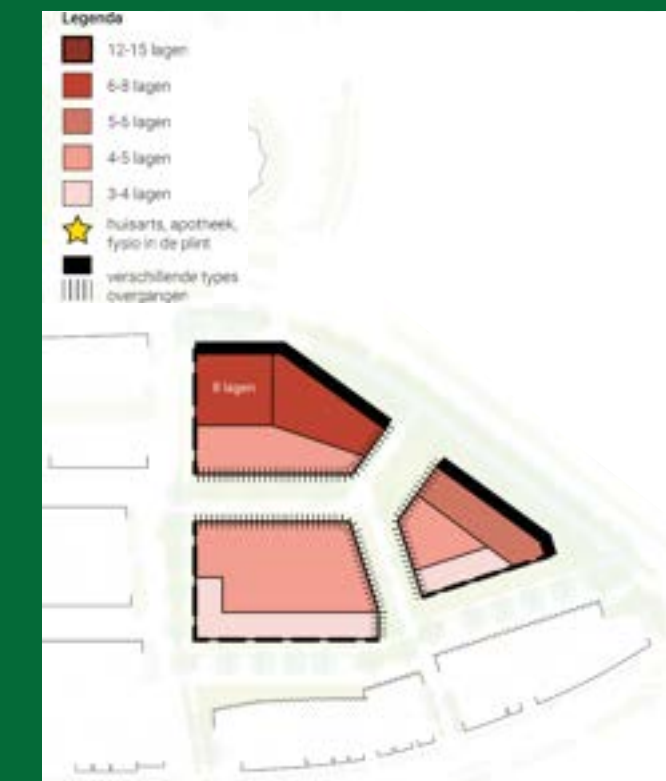 Legenda
12-15 lagen
6-8 lagen
5-6 lagen
4-5 lagen
3-4 lagen
huisarts, apotheek,
fysio in de plint
verschillende types
overgangen
8 lagen